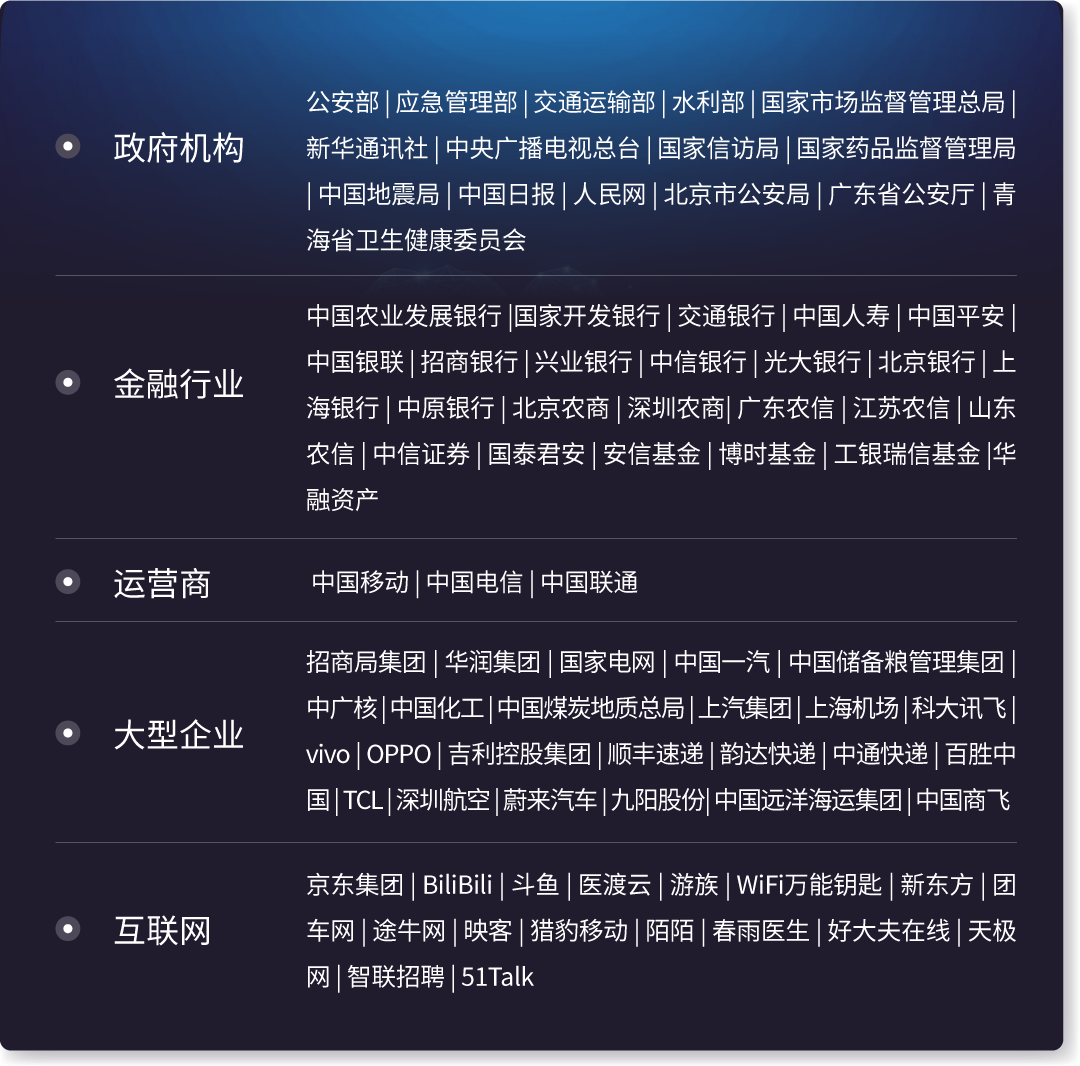 政府机构
公安部 | 应急管理部 | 交通运输部 | 水利部 | 国家市场监督管理总局 |
新华通讯社 | 中央广播电视总台 | 国家信访局 | 国家药品监督管理局
| 中国地震局 | 中国日报 | 人民网 | 北京市公安局 | 广东省公安厅 | 青
海省卫生健康委员会
金融行业
中国农业发展银行 |国家开发银行 | 交通银行 | 中国人寿 | 中国平安 |
中国银联 | 招商银行 | 兴业银行 | 中信银行 | 光大银行 | 北京银行 | 上
海银行 | 中原银行 | 北京农商 | 深圳农商| 广东农信 | 江苏农信 | 山东
农信 | 中信证券 | 国泰君安 | 安信基金 | 博时基金 | 工银瑞信基金 |华
融资产
运营商
中国移动 | 中国电信 | 中国联通
大型企业
招商局集团 | 华润集团 | 国家电网 | 中国一汽 | 中国储备粮管理集团 |
中广核 | 中国化工 | 中国煤炭地质总局 | 上汽集团 | 上海机场 | 科大讯飞 |
vivo | OPPO | 吉利控股集团 | 顺丰速递 | 韵达快递 | 中通快递 | 百胜中
国 | TCL | 深圳航空 | 蔚来汽车 | 九阳股份| 中国远洋海运集团 | 中国商飞
互联网
京东集团 | BiliBili | 斗鱼 | 医渡云 | 游族 | WiFi万能钥匙 | 新东方 | 团
车网 | 途牛网 | 映客 | 猎豹移动 | 陌陌 | 春雨医生 | 好大夫在线 | 天极
网 | 智联招聘 | 51Talk